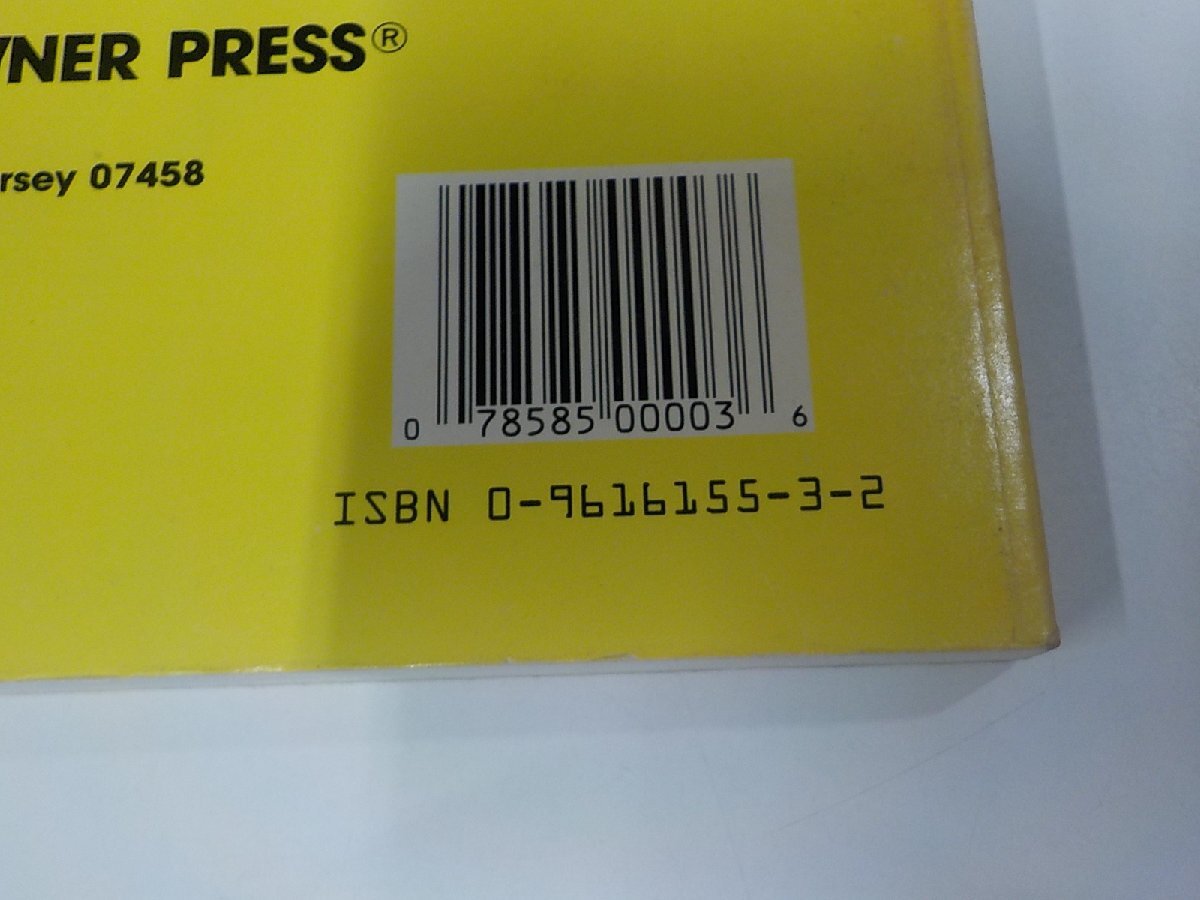 YNER PRESS®
rsey 07458
0 78585 00003 6
ISBN 0-9616155-3-2